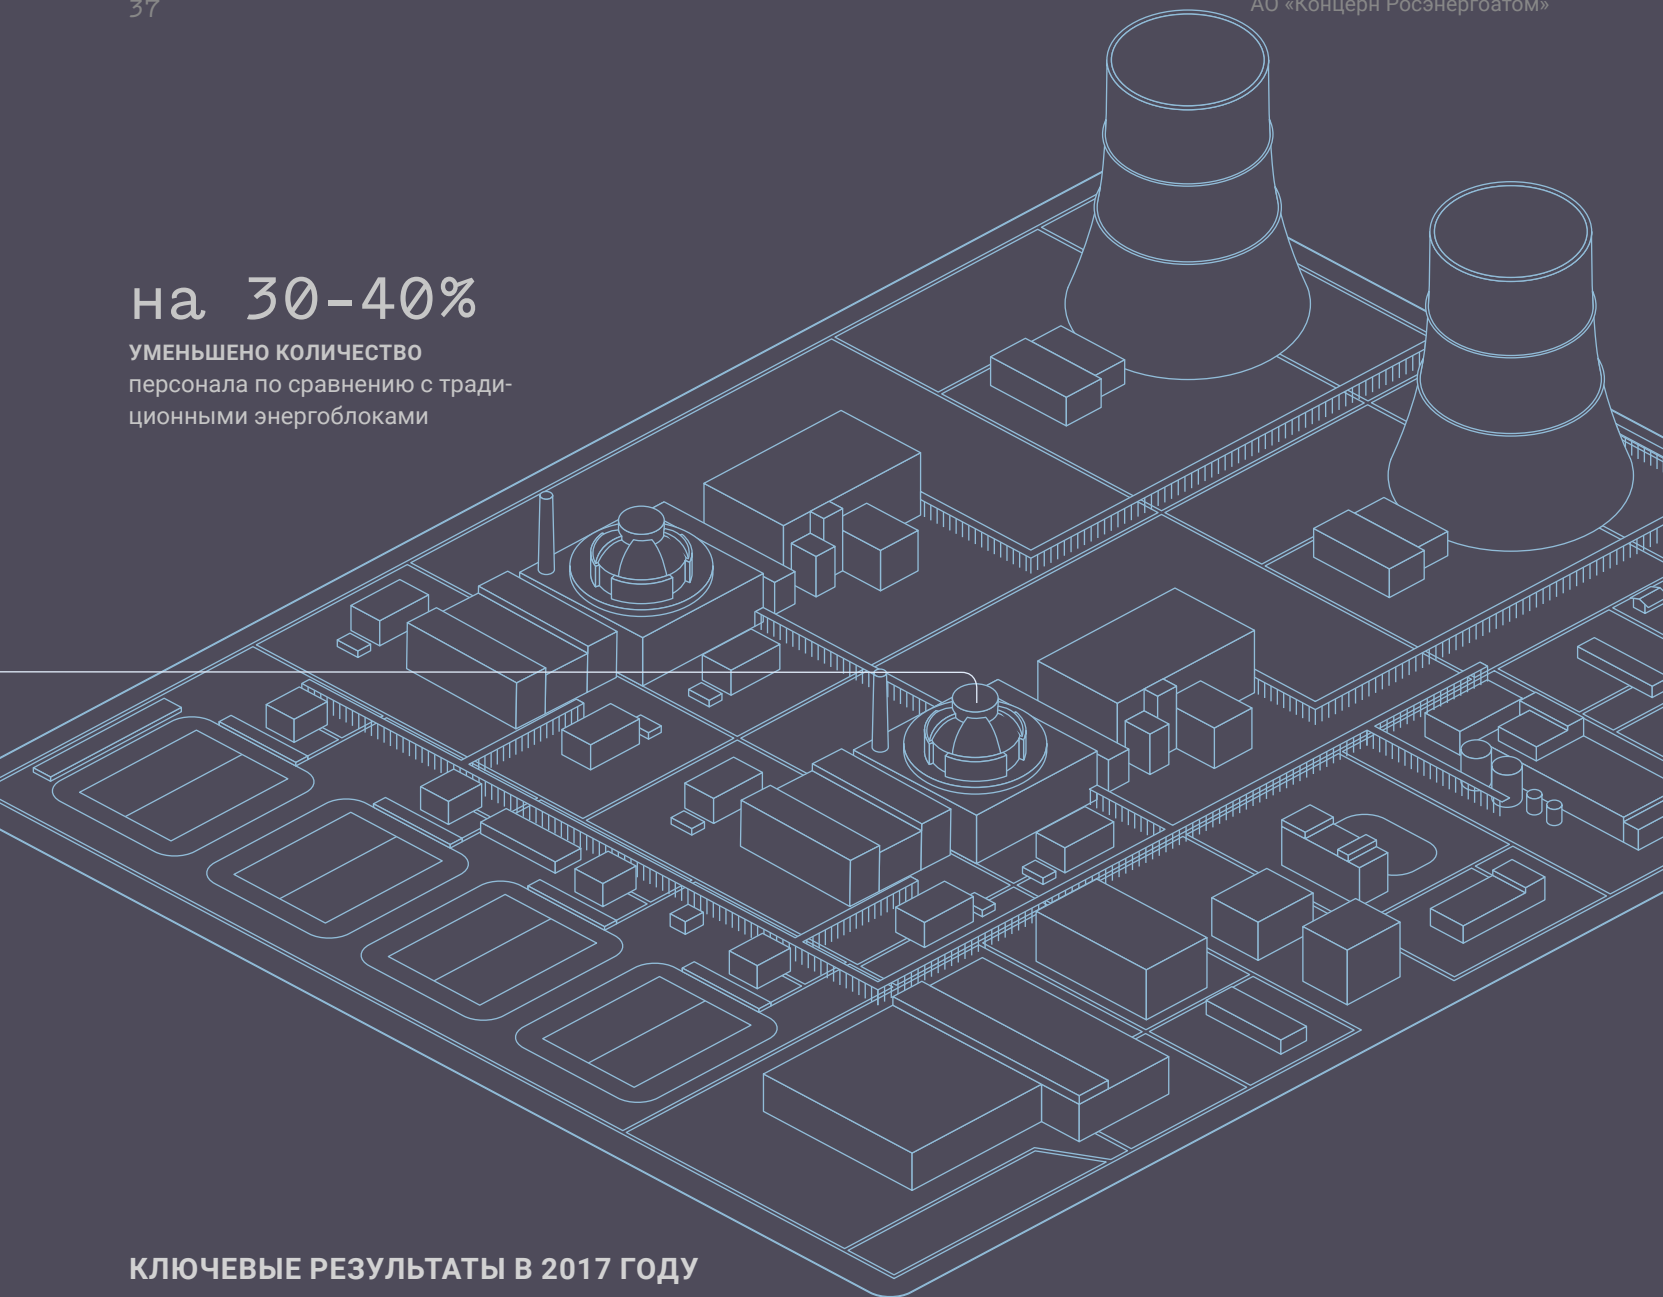 37
АО «Концерн Росэнергоатом»
на 30–40%
УМЕНЬШЕНО КОЛИЧЕСТВО
персонала по сравнению с тради-
ционными энергоблоками
КЛЮЧЕВЫЕ РЕЗУЛЬТАТЫ В 2017 ГОДУ